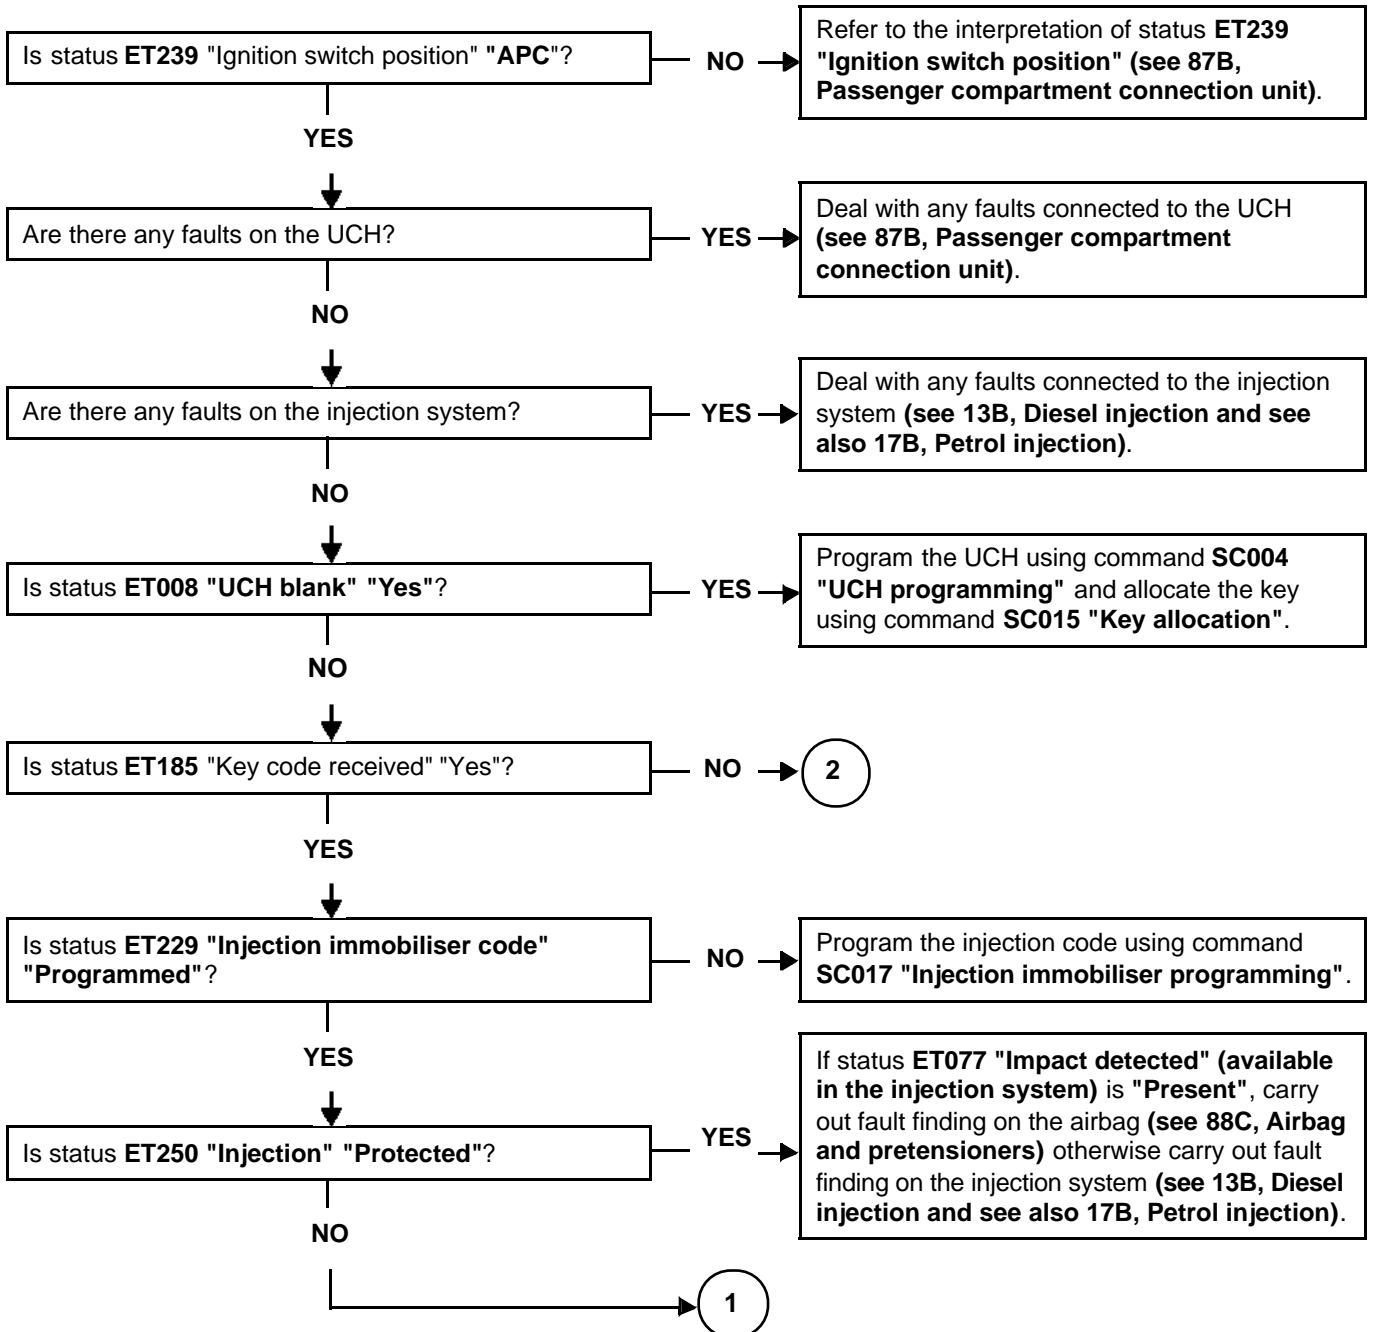 Is status ET239 "Ignition switch position" "APC"?
NO
Refer to the interpretation of status ET239
"Ignition switch position" (see 87B,
Passenger compartment connection unit).
YES
Are there any faults on the UCH?
YES
Deal with any faults connected to the UCH
(see 87B, Passenger compartment
connection unit).
NO
Are there any faults on the injection system?
YES
Deal with any faults connected to the injection
system (see 13B, Diesel injection and see
also 17B, Petrol injection).
NO
Is status ET008 "UCH blank" "Yes"?
YES
Program the UCH using command SC004
"UCH programming" and allocate the key
using command SC015 "Key allocation".
NO
Is status ET185 "Key code received" "Yes"?
NO
2
YES
Is status ET229 "Injection immobiliser code"
"Programmed"?
NO
Program the injection code using command
SC017 "Injection immobiliser programming".
YES
Is status ET250 "Injection" "Protected"?
YES
If status ET077 "Impact detected" (available
in the injection system) is "Present", carry
out fault finding on the airbag (see 88C, Airbag
and pretensioners) otherwise carry out fault
finding on the injection system (see 13B, Diesel
injection and see also 17B, Petrol injection).
NO
1